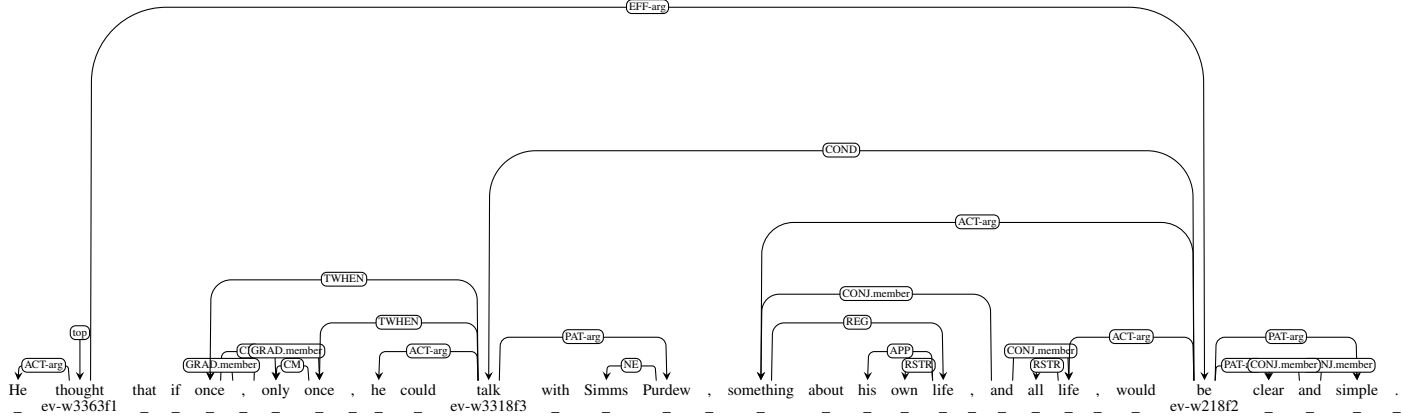 EFF-arg
COND
ACT-arg
TWHEN
CONJ.member
top TWHEN REG
PAT-arg ACT-arg PAT-arg
GRAD.member ACT-arg APP CONJ.member
ACT-arg GRAD.member CM NE RSTR RSTR CONJ.member
He thought that if once , only once , he could talk with Simms Purdew , something about his own life , and all life , would be clear and simple .
_ ev-w3363f1 _ _ _ _ _ _ _ _ _ ev-w3318f3 _ _ _ _ _ _ _ _ _ _ _ _ _ _ _ ev-w218f2 _ _ _ _